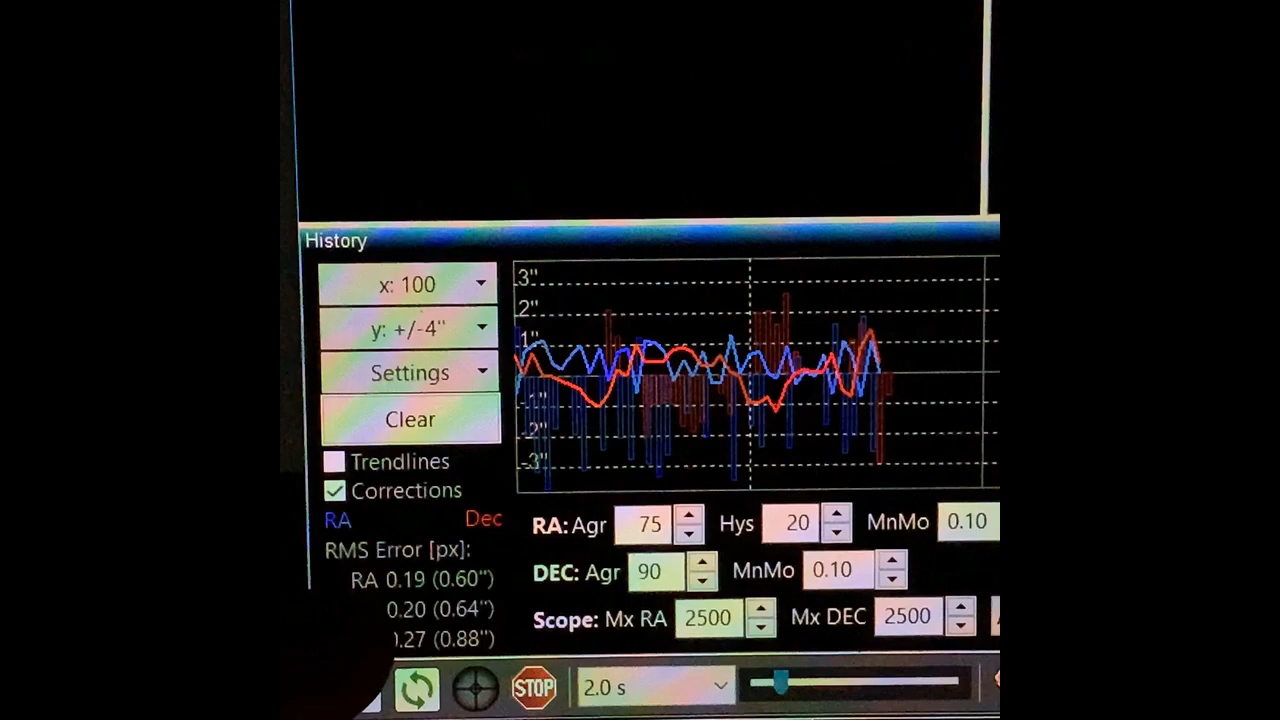 History
x: 100
y: +/-4"
Settings
Clear
Trendlines
Corrections
RA Dec
RMS Error [px]:
RA 0.19 (0.60")
0.20 (0.64")
0.27 (0.88")
3"
2"
1"
-1"
-2"
-3"
RA: Agr 75 Hys 20 MnMo 0.10
DEC: Agr 90 MnMo 0.10
Scope: Mx RA 2500 Mx DEC 2500
STOP 2.0 s